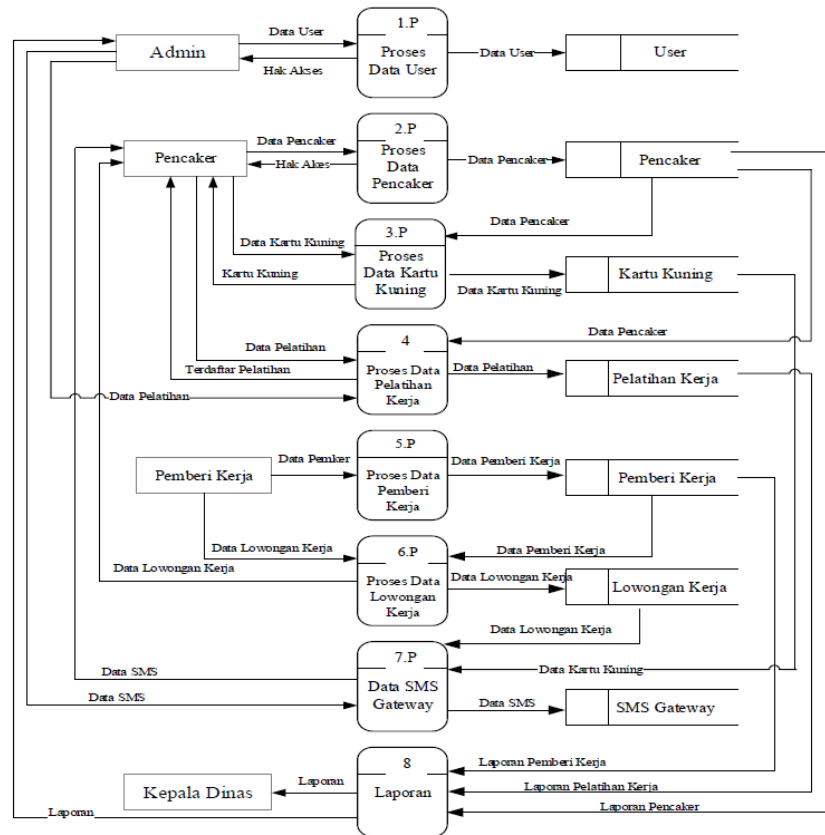 1.P
Data User
Admin
Proses
Data User
Data User
User
Hak Akses
2.P
Data Pencaker
Pencaker
Proses
Data
Pencaker
Data Pencaker
Pencaker
Hak Akes
Data Pencaker
3.P
Data Kartu Kuning
Proses
Data Kartu
Kuning
Kartu Kuning
Kartu Kuning
Data Kartu Kuning
4
Data Pencaker
Data Pelatihan
Proses Data
Pelatihan
Kerja
Data Pelatihan
Terdaftar Pelatihan
Pelatihan Kerja
Data Pelatihan
5.P
Data Pemker
Pemberi Kerja
Proses Data
Pemberi
Kerja
Data Pemberi Kerja
Pemberi Kerja
6.P
Data Lowongan Kerja
Data Pemberi Kerja
Data Lowongan Kerja
Proses Data
Lowongan
Kerja
Data Lowongan Kerja
Lowongan Kerja
Data Lowongan Kerja
7.P
Data SMS
Data Kartu Kuning
Data SMS
Data SMS
Gateway
Data SMS
SMS Gateway
8
Laporan Pemberi Kerja
Laporan
Kepala Dinas
Laporan
Laporan Pelatihan Kerja
Laporan
Laporan Pencaker